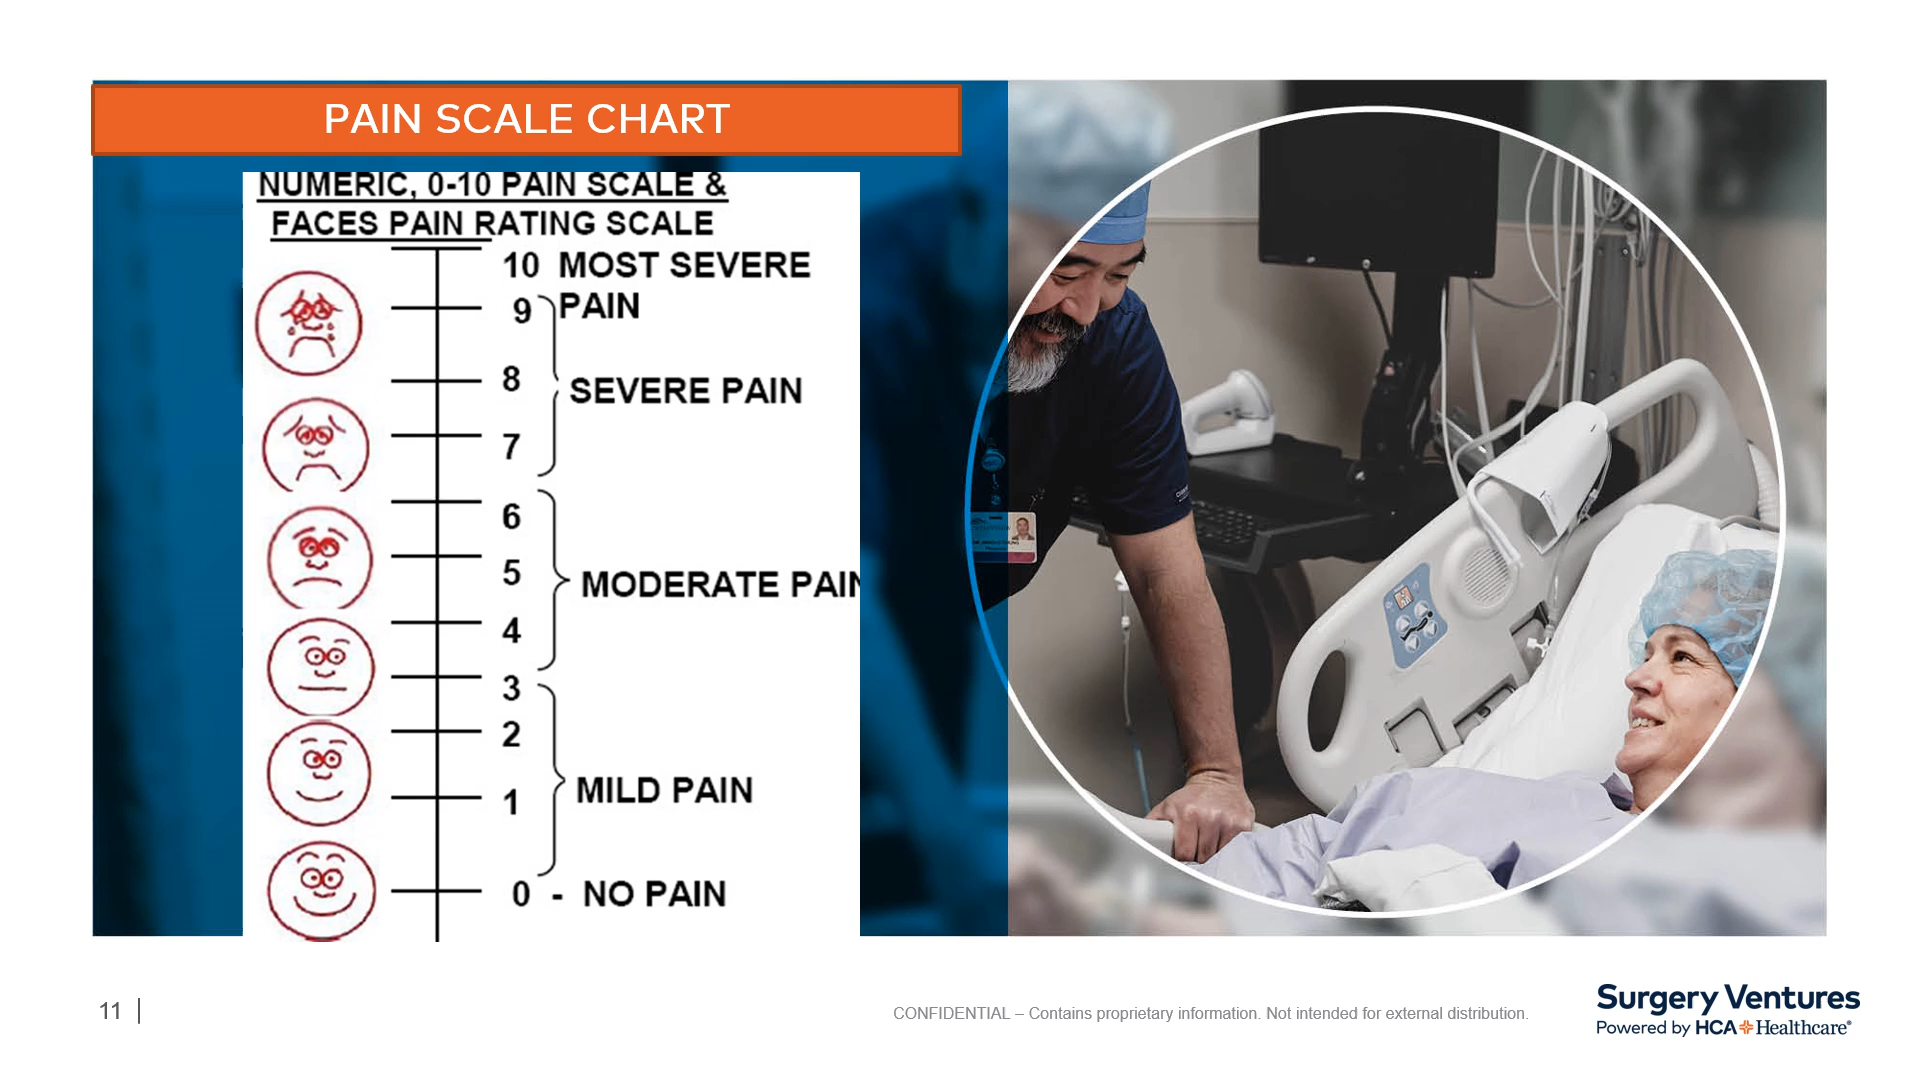 PAIN SCALE CHART
NUMERIC, 0-10 PAIN SCALE &
FACES PAIN RATING SCALE
10 MOST SEVERE
9 PAIN
8
SEVERE PAIN
7
6
5
MODERATE PAIN
4
3
2
MILD PAIN
1
0 - NO PAIN
11
CONFIDENTIAL – Contains proprietary information. Not intended for external distribution.
Surgery Ventures
Powered by HCA Healthcare®